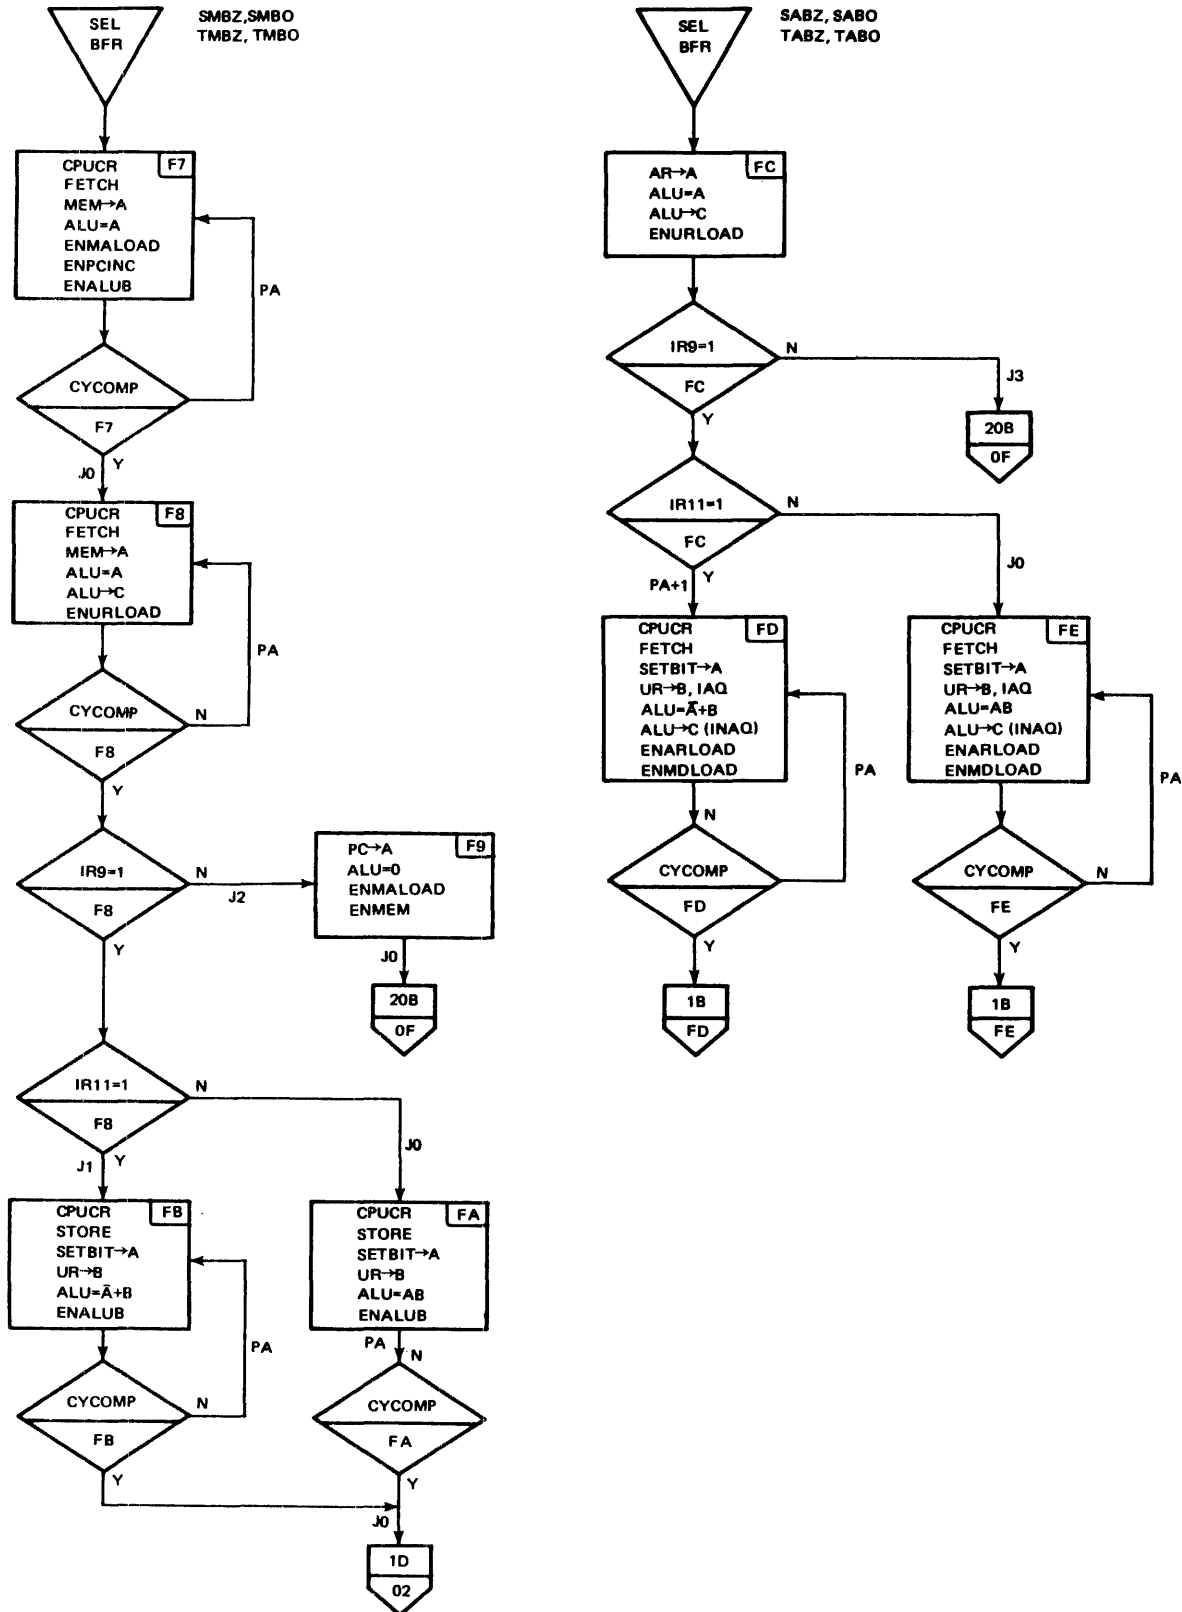 SEL
BFR
SMBZ,SMBO
TMBZ, TMBO
F7
CPUCR
FETCH
MEM→A
ALU=A
ENMALOAD
ENPCINC
ENALUB
PA
CYCOMP
F7
J0 Y
F8
CPUCR
FETCH
MEM→A
ALU=A
ALU→C
ENURLOAD
PA
CYCOMP
N
F8
Y
IR9=1
N
J2
F8
Y
F9
PC→A
ALU=0
ENMALOAD
ENMEM
J0
20B
0F
IR11=1
N
F8
J0
J1 Y
FB
CPUCR
STORE
SETBIT→A
UR→B
ALU=Ā+B
ENALUB
PA
CYCOMP
N
FB
Y
FA
CPUCR
STORE
SETBIT→A
UR→B
ALU=AB
ENALUB
PA N
CYCOMP
FA
Y
J0
1D
02
SEL
BFR
SABZ, SABO
TABZ, TABO
FC
AR→A
ALU=A
ALU→C
ENURLOAD
IR9=1
N
FC
J3
Y
20B
0F
IR11=1
N
FC
J0
PA+1 Y
FD
CPUCR
FETCH
SETBIT→A
UR→B, IAQ
ALU=Ā+B
ALU→C (INAQ)
ENARLOAD
ENMDLOAD
PA
N
CYCOMP
FD
Y
1B
FD
FE
CPUCR
FETCH
SETBIT→A
UR→B, IAQ
ALU=AB
ALU→C (INAQ)
ENARLOAD
ENMDLOAD
PA
CYCOMP
N
FE
Y
1B
FE